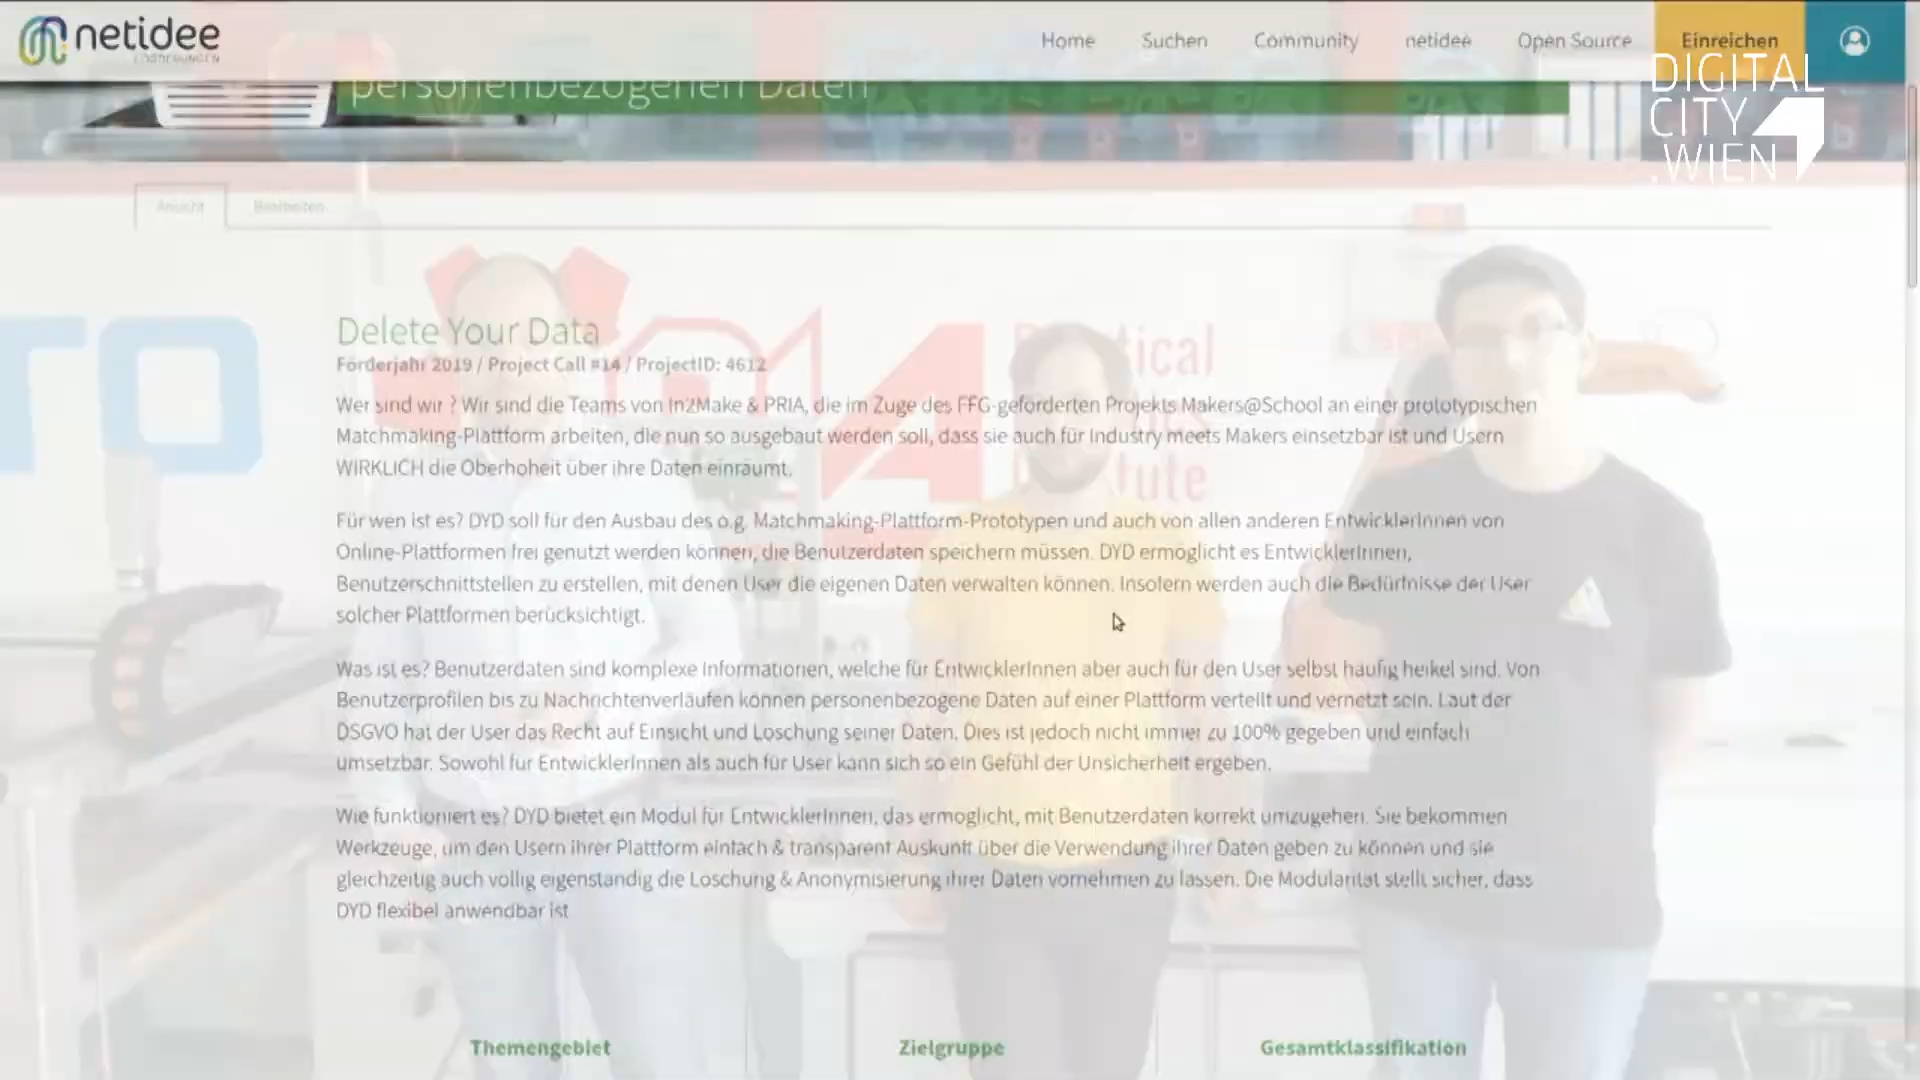 netidee
FÖRDERUNGEN
Home
Suchen
Community
netidee
Open Source
Einreichen
DIGITAL
CITY
.WIEN
personenbezogenen Daten
Ansicht
Bearbeiten
TO
Delete Your Data
Förderjahr 2019 / Project Call #14 / ProjectID: 4612
Wer sind wir ? Wir sind die Teams von In2Make & PRIA, die im Zuge des FFG-geförderten Projekts Makers@School an einer prototypischen
Matchmaking-Plattform arbeiten, die nun so ausgebaut werden soll, dass sie auch für Industry meets Makers einsetzbar ist und Usern
WIRKLICH die Oberhoheit über ihre Daten einräumt.
Für wen ist es? DYD soll für den Ausbau des o.g. Matchmaking-Plattform-Prototypen und auch von allen anderen EntwicklerInnen von
Online-Plattformen frei genutzt werden können, die Benutzerdaten speichern müssen. DYD ermöglicht es EntwicklerInnen,
Benutzerschnittstellen zu erstellen, mit denen User die eigenen Daten verwalten können. Insofern werden auch die Bedürfnisse der User
solcher Plattformen berücksichtigt.
Was ist es? Benutzerdaten sind komplexe Informationen, welche für EntwicklerInnen aber auch für den User selbst häufig heikel sind. Von
Benutzerprofilen bis zu Nachrichtenverläufen können personenbezogene Daten auf einer Plattform verteilt und vernetzt sein. Laut der
DSGVO hat der User das Recht auf Einsicht und Löschung seiner Daten. Dies ist jedoch nicht immer zu 100% gegeben und einfach
umsetzbar. Sowohl für EntwicklerInnen als auch für User kann sich so ein Gefühl der Unsicherheit ergeben.
Wie funktioniert es? DYD bietet ein Modul für EntwicklerInnen, das ermöglicht, mit Benutzerdaten korrekt umzugehen. Sie bekommen
Werkzeuge, um den Usern ihrer Plattform einfach & transparent Auskunft über die Verwendung ihrer Daten geben zu können und sie
gleichzeitig auch völlig eigenständig die Löschung & Anonymisierung ihrer Daten vornehmen zu lassen. Die Modularität stellt sicher, dass
DYD flexibel anwendbar ist
Themengebiet
Zielgruppe
Gesamtklassifikation